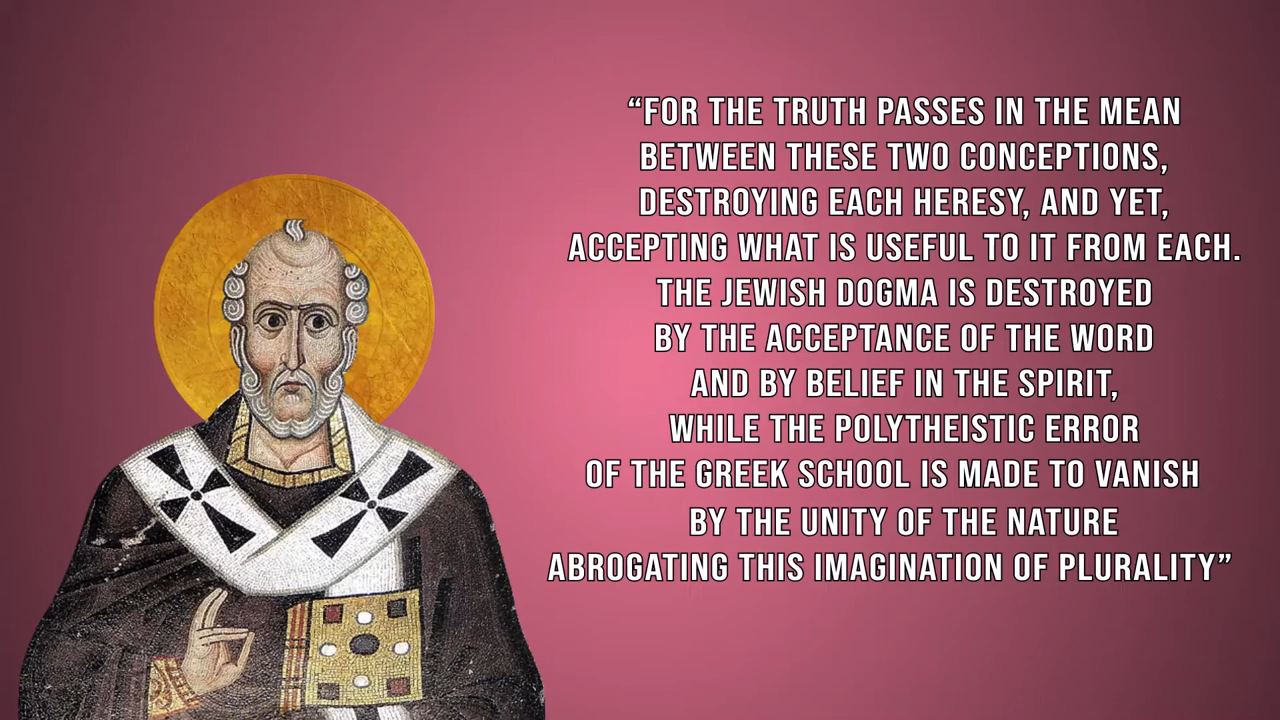 “FOR THE TRUTH PASSES IN THE MEAN
BETWEEN THESE TWO CONCEPTIONS,
DESTROYING EACH HERESY, AND YET,
ACCEPTING WHAT IS USEFUL TO IT FROM EACH.
THE JEWISH DOGMA IS DESTROYED
BY THE ACCEPTANCE OF THE WORD
AND BY BELIEF IN THE SPIRIT,
WHILE THE POLYTHEISTIC ERROR
OF THE GREEK SCHOOL IS MADE TO VANISH
BY THE UNITY OF THE NATURE
ABROGATING THIS IMAGINATION OF PLURALITY”